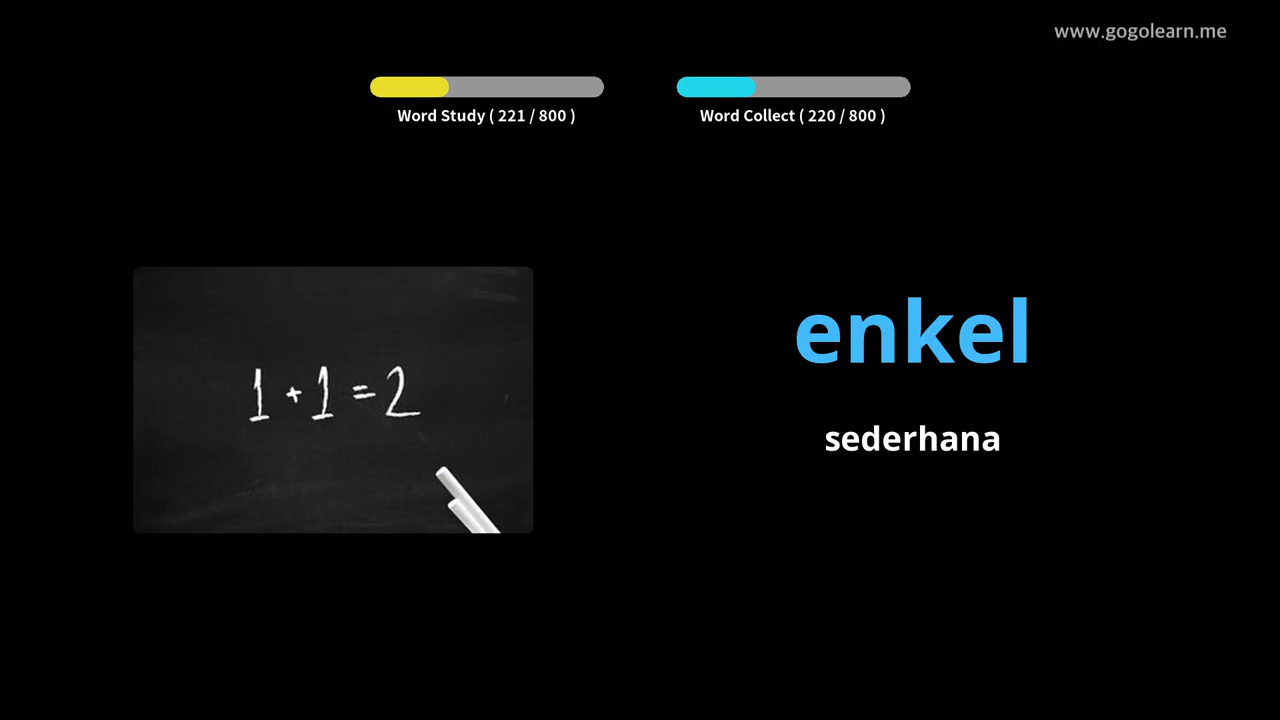 www.gogolearn.me
Word Study ( 221 / 800 )
Word Collect ( 220 / 800 )
1 + 1 = 2
enkel
sederhana